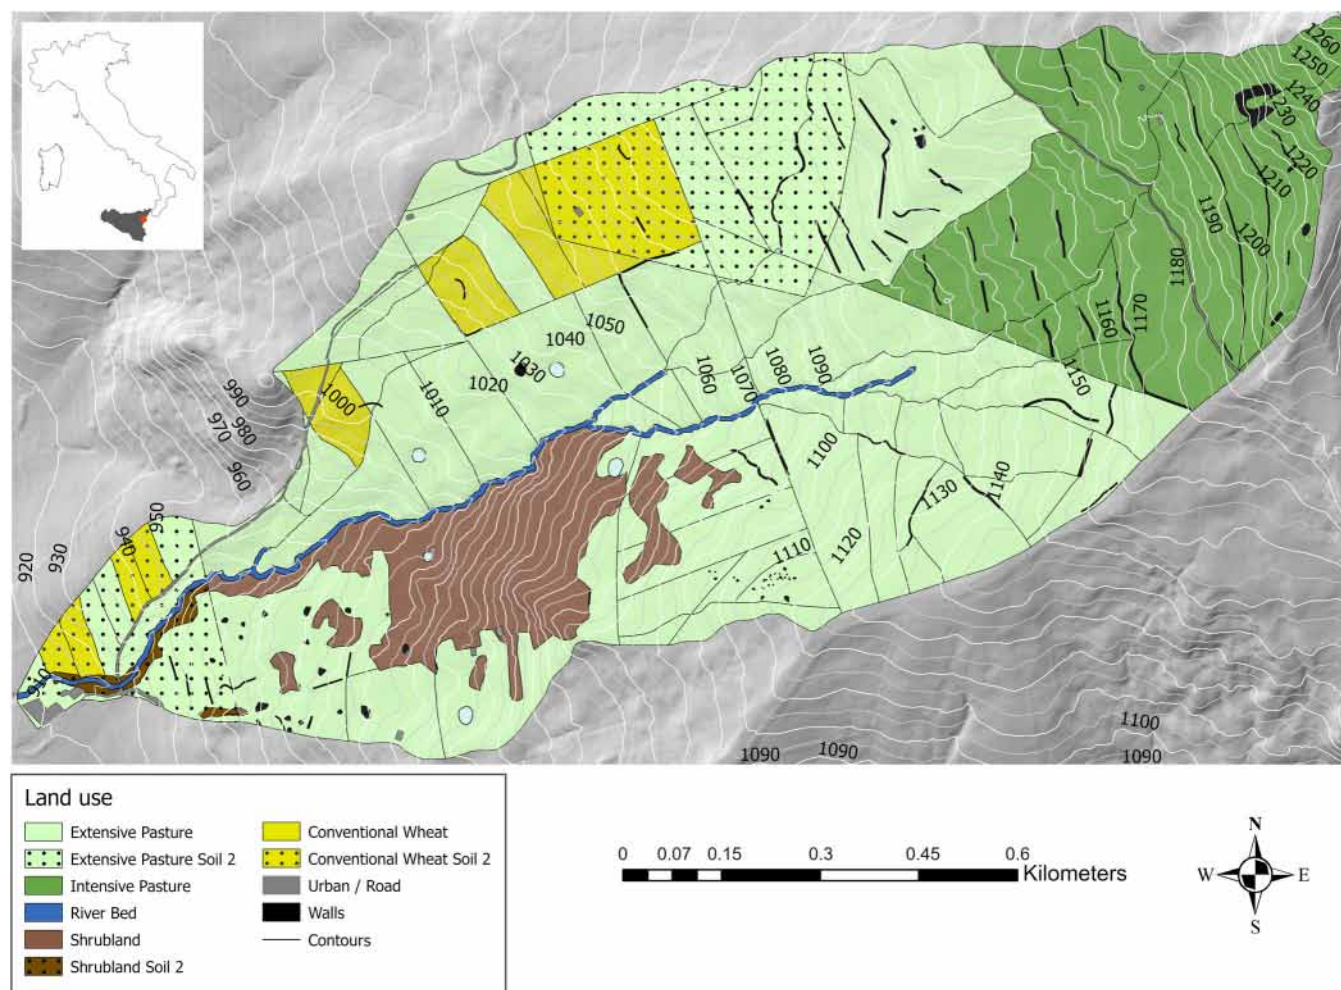 1260
1250
1240
1230
1220
1210
1190
1200
1180
1170
1160
1150
1050
1040
1030
1020
1010
1000
1060
1070
1080
1090
990
980
970
960
950
940
930
920
910
1100
1140
1130
1120
1110
1100
1090
1090
1090
Land use
Extensive Pasture
Extensive Pasture Soil 2
Intensive Pasture
River Bed
Shrubland
Shrubland Soil 2
Conventional Wheat
Conventional Wheat Soil 2
Urban / Road
Walls
Contours
0 0.07 0.15 0.3 0.45 0.6
Kilometers
N
W E
S